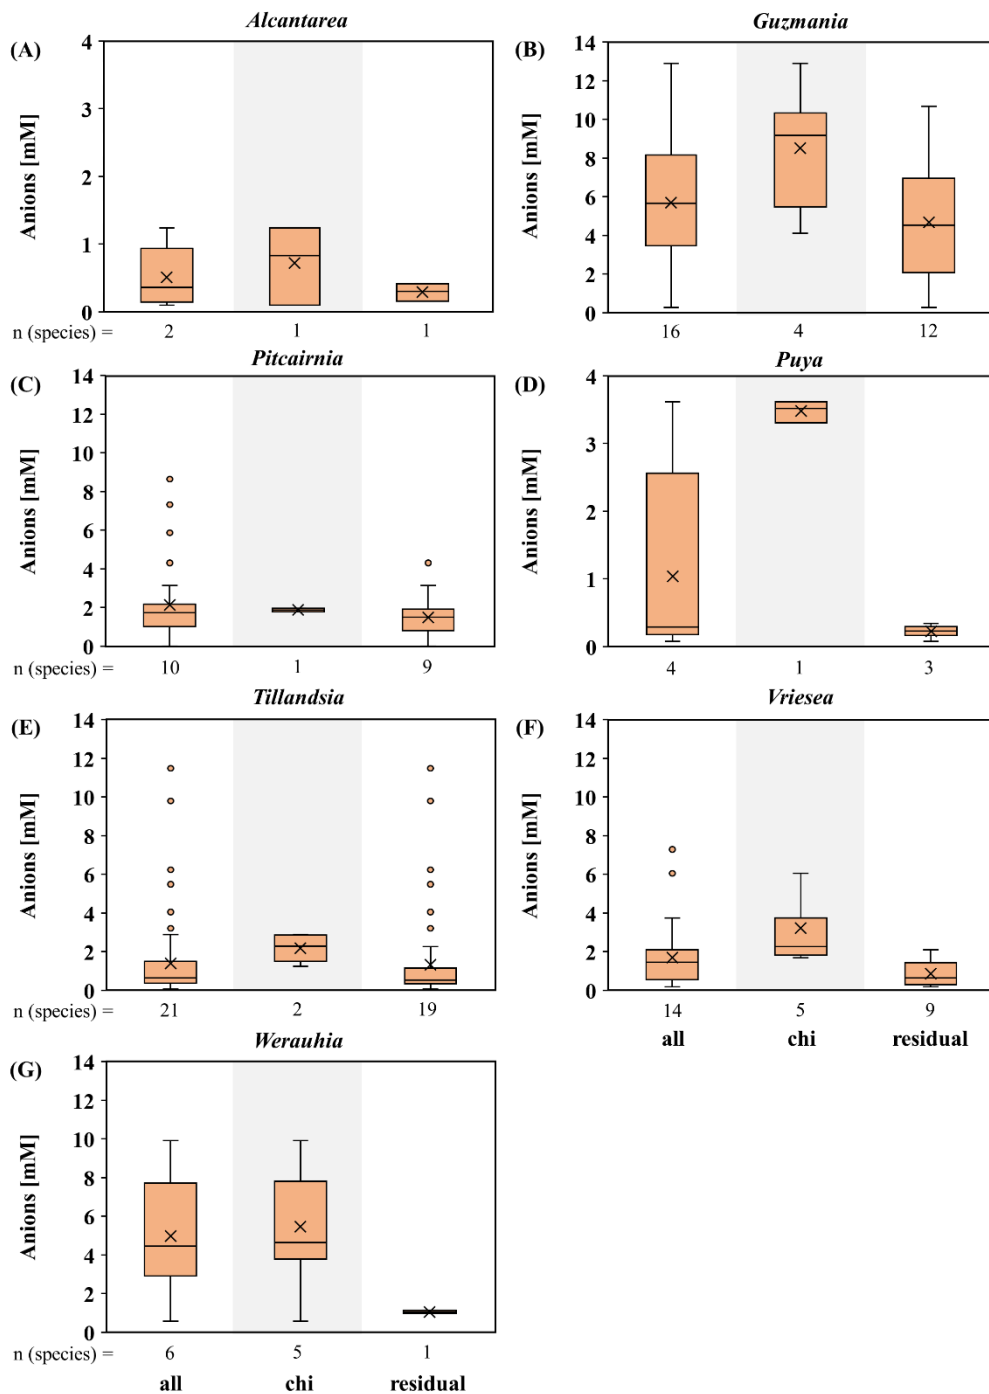 Alcantarea
(A)
Anions [mM]
4
3
2
1
0
n (species) = 2 1 1
Guzmania
(B)
Anions [mM]
14
12
10
8
6
4
2
0
16 4 12
Pitcairnia
(C)
Anions [mM]
14
12
10
8
6
4
2
0
n (species) = 10 1 9
Puya
(D)
Anions [mM]
4
3
2
1
0
4 1 3
Tillandsia
(E)
Anions [mM]
14
12
10
8
6
4
2
0
n (species) = 21 2 19
Vriesea
(F)
Anions [mM]
14
12
10
8
6
4
2
0
14 5 9
all chi residual
Werauhia
(G)
Anions [mM]
14
12
10
8
6
4
2
0
n (species) = 6 5 1
all chi residual